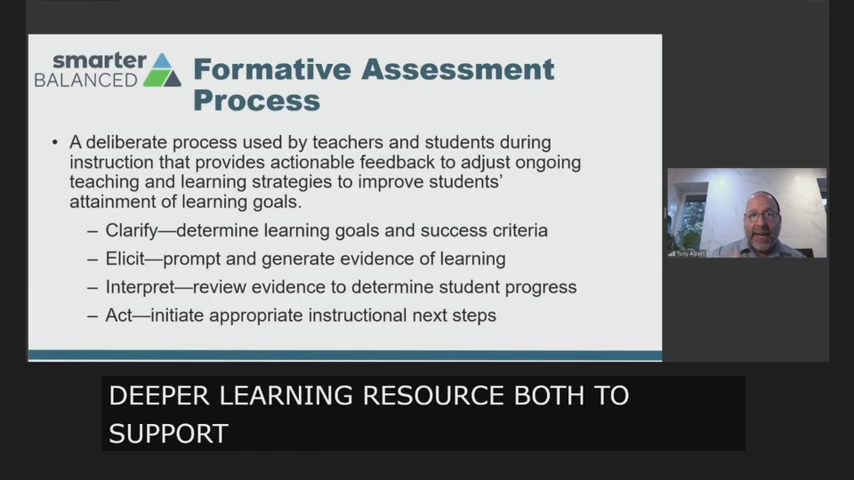 smarter
BALANCED
Formative Assessment
Process
• A deliberate process used by teachers and students during
instruction that provides actionable feedback to adjust ongoing
teaching and learning strategies to improve students’
attainment of learning goals.
– Clarify—determine learning goals and success criteria
– Elicit—prompt and generate evidence of learning
– Interpret—review evidence to determine student progress
– Act—initiate appropriate instructional next steps
Tony Alpert
DEEPER LEARNING RESOURCE BOTH TO
SUPPORT